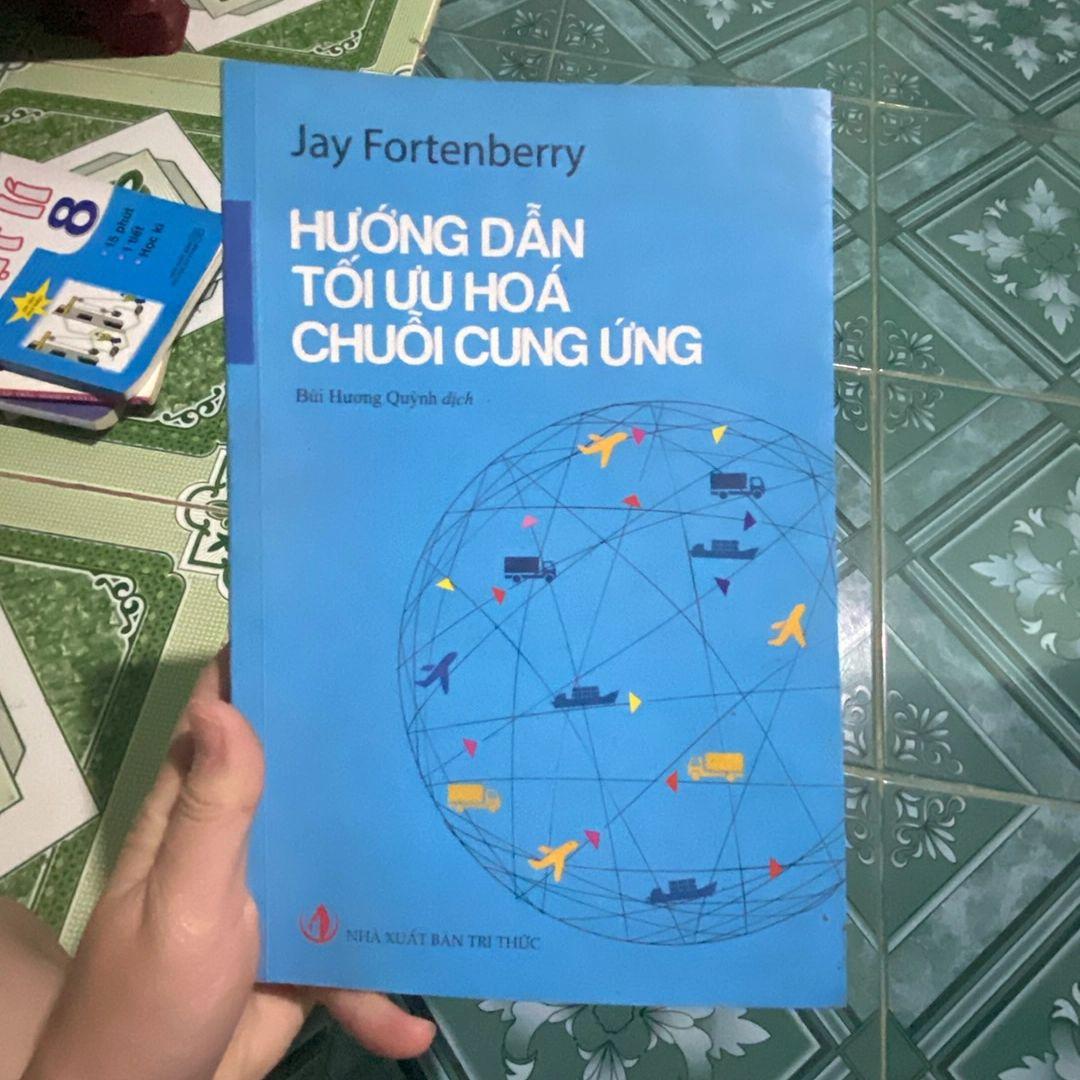 Jay Fortenberry
HƯỚNG DẪN
TỐI ƯU HOÁ
CHUỖI CUNG ỨNG
Bùi Hương Quỳnh dịch
NHÀ XUẤT BẢN TRI THỨC
8
• 15 phút
• 1 tiết
• Học kì